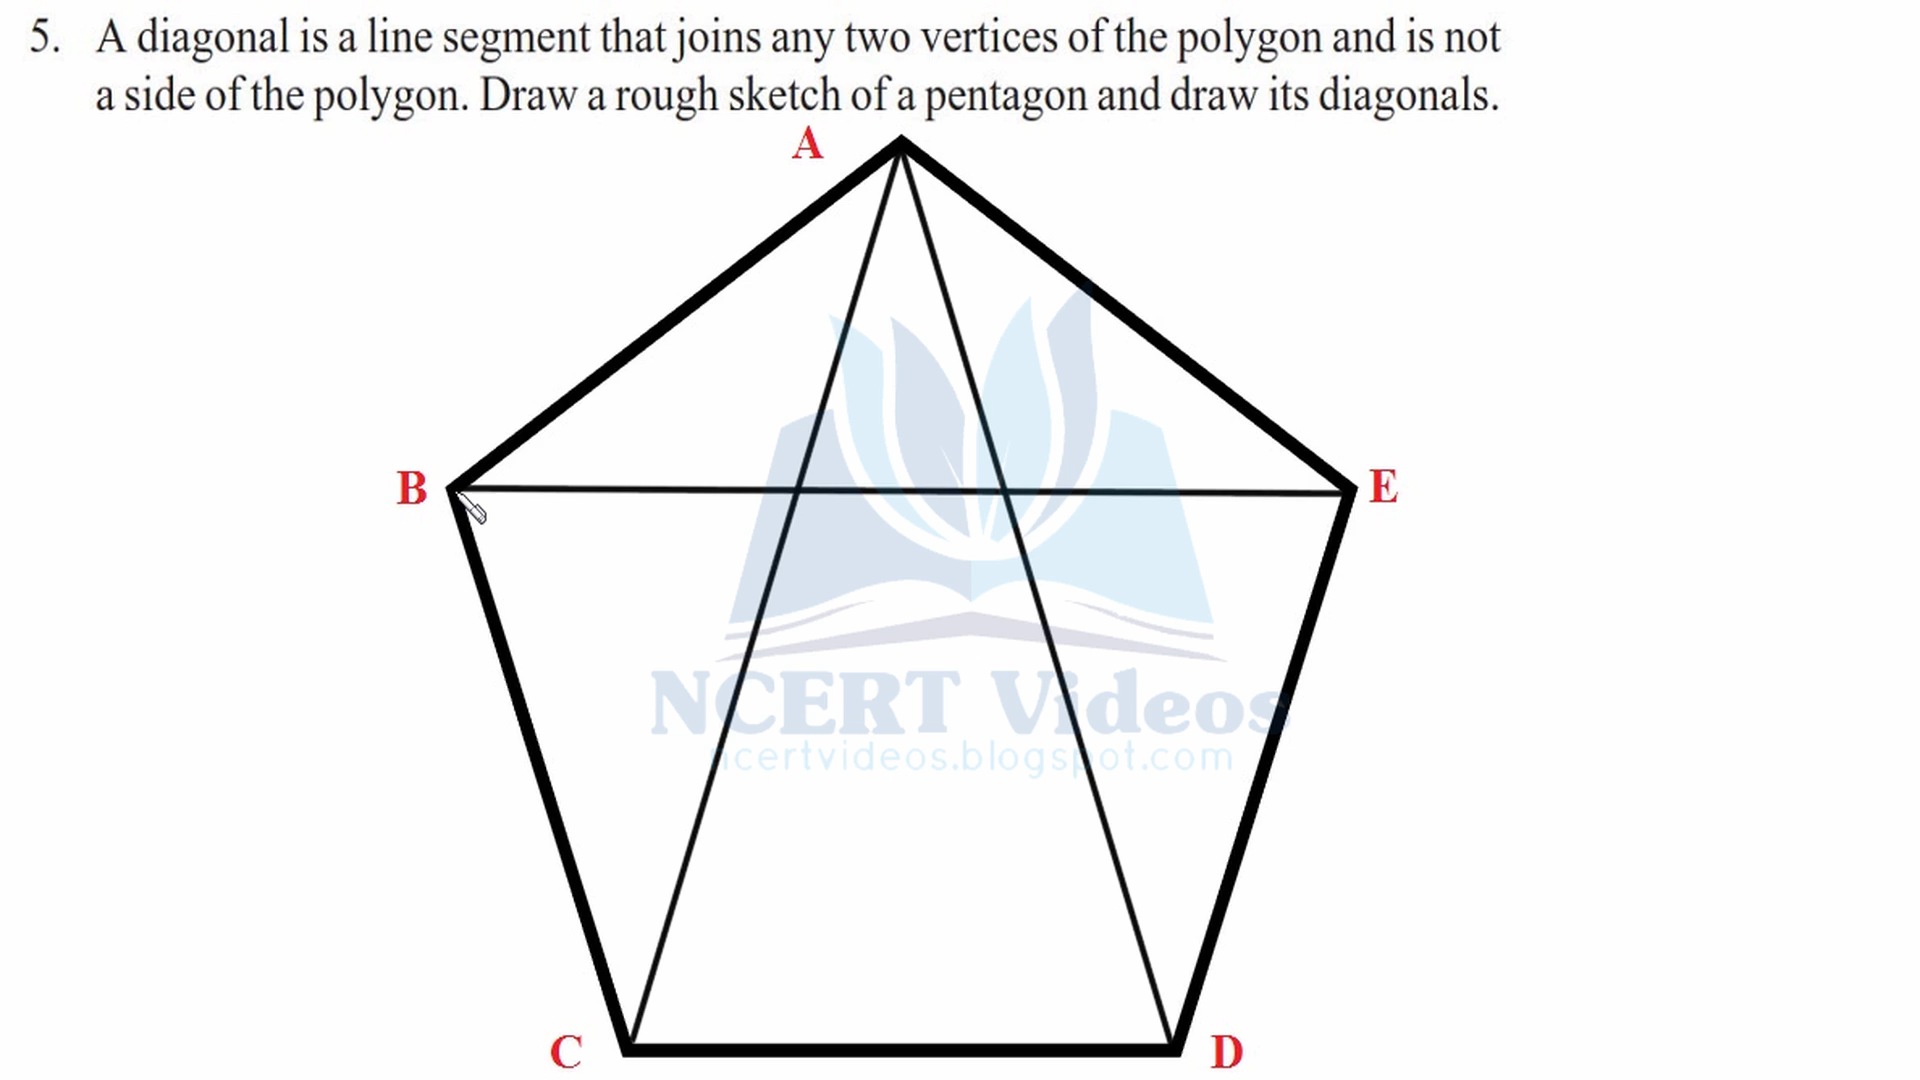 5. A diagonal is a line segment that joins any two vertices of the polygon and is not
a side of the polygon. Draw a rough sketch of a pentagon and draw its diagonals.
A
B
E
NCERT Videos
ncertvideos.blogspot.com
C
D